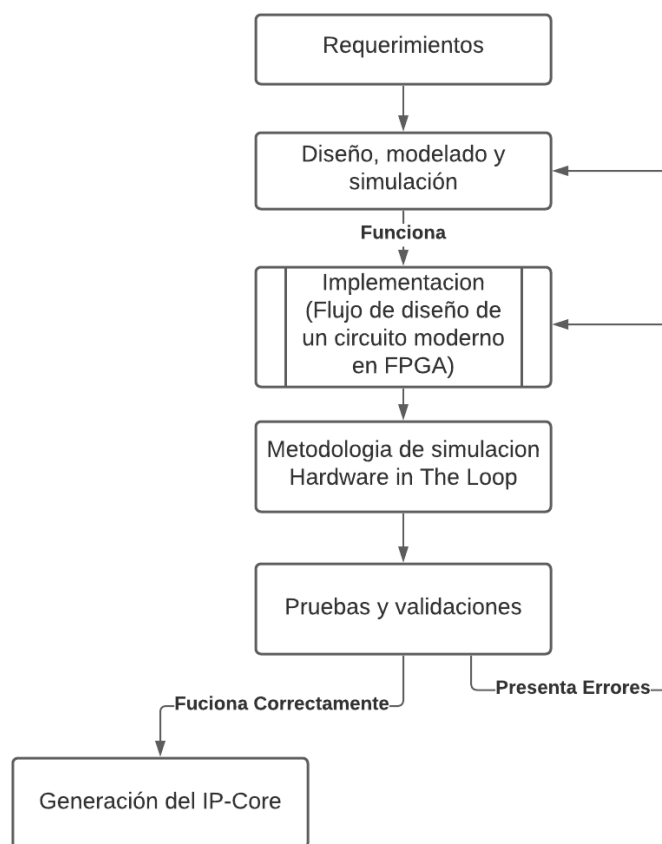 Requerimientos
Diseño, modelado y
simulación
Funciona
Implementacion
(Flujo de diseño de
un circuito moderno
en FPGA)
Metodologia de simulacion
Hardware in The Loop
Pruebas y validaciones
Fuciona Correctamente
Presenta Errores
Generación del IP-Core